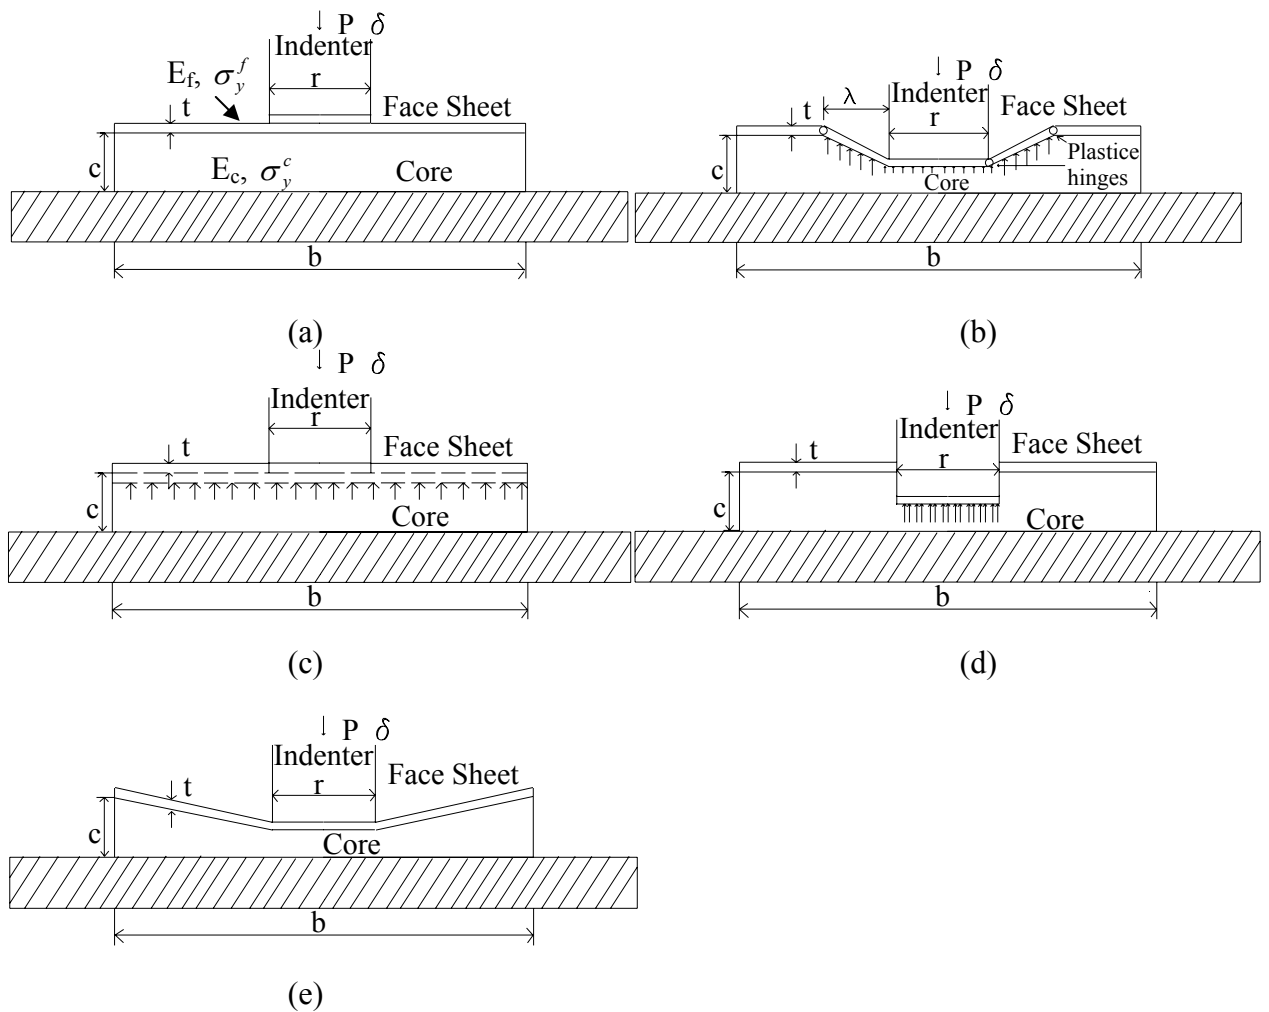 P δ
Indenter
E_f, σ_y^f
r
t
Face Sheet
c
E_c, σ_y^c
Core
b
(a)
P δ
λ
Indenter
Face Sheet
t
r
c
Plastice
hinges
Core
b
(b)
P δ
Indenter
r
t
Face Sheet
c
Core
b
(c)
P δ
Indenter
Face Sheet
t
r
c
Core
b
(d)
P δ
Indenter
Face Sheet
t
r
c
Core
b
(e)